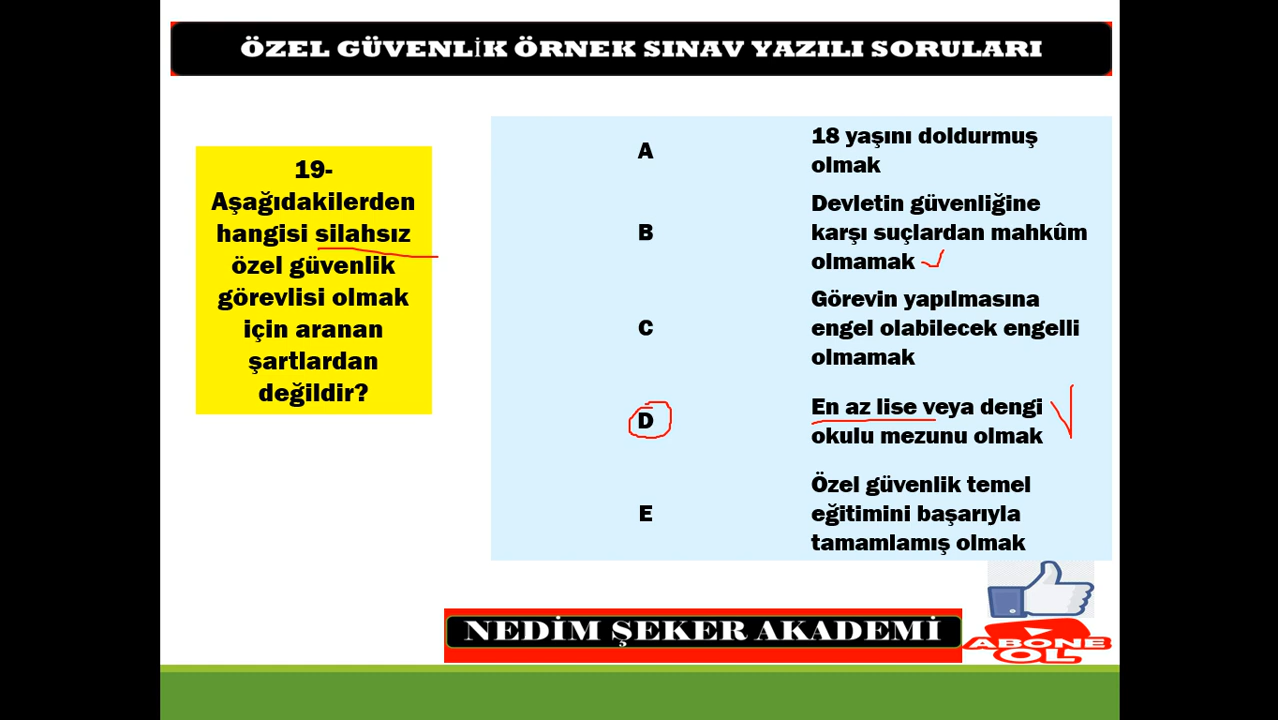 ÖZEL GÜVENLİK ÖRNEK SINAV YAZILI SORULARI
19-
Aşağıdakilerden
hangisi silahsız
özel güvenlik
görevlisi olmak
için aranan
şartlardan
değildir?
A
18 yaşını doldurmuş
olmak
B
Devletin güvenliğine
karşı suçlardan mahkûm
olmamak
C
Görevin yapılmasına
engel olabilecek engelli
olmamak
D
En az lise veya dengi
okulu mezunu olmak
E
Özel güvenlik temel
eğitimini başarıyla
tamamlamış olmak
NEDİM ŞEKER AKADEMİ
ABONE
OL